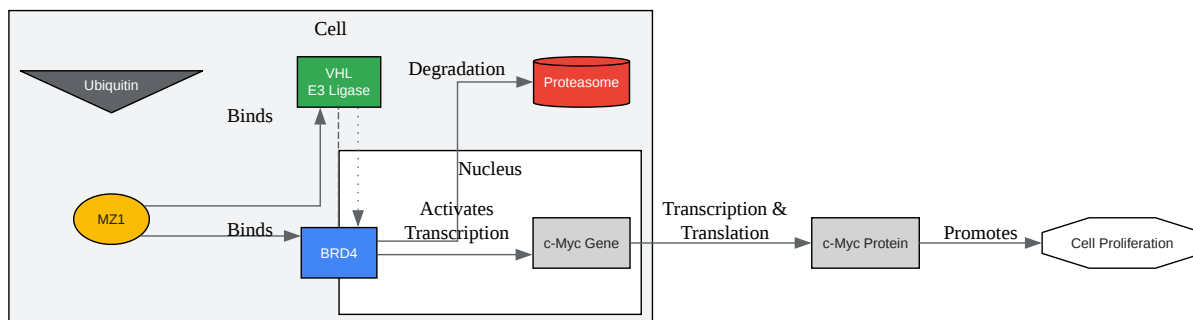 Cell
Ubiquitin
VHL
E3 Ligase
Degradation
Proteasome
Binds
Nucleus
MZ1
Binds
BRD4
Activates
Transcription
c-Myc Gene
Transcription &
Translation
c-Myc Protein
Promotes
Cell Proliferation